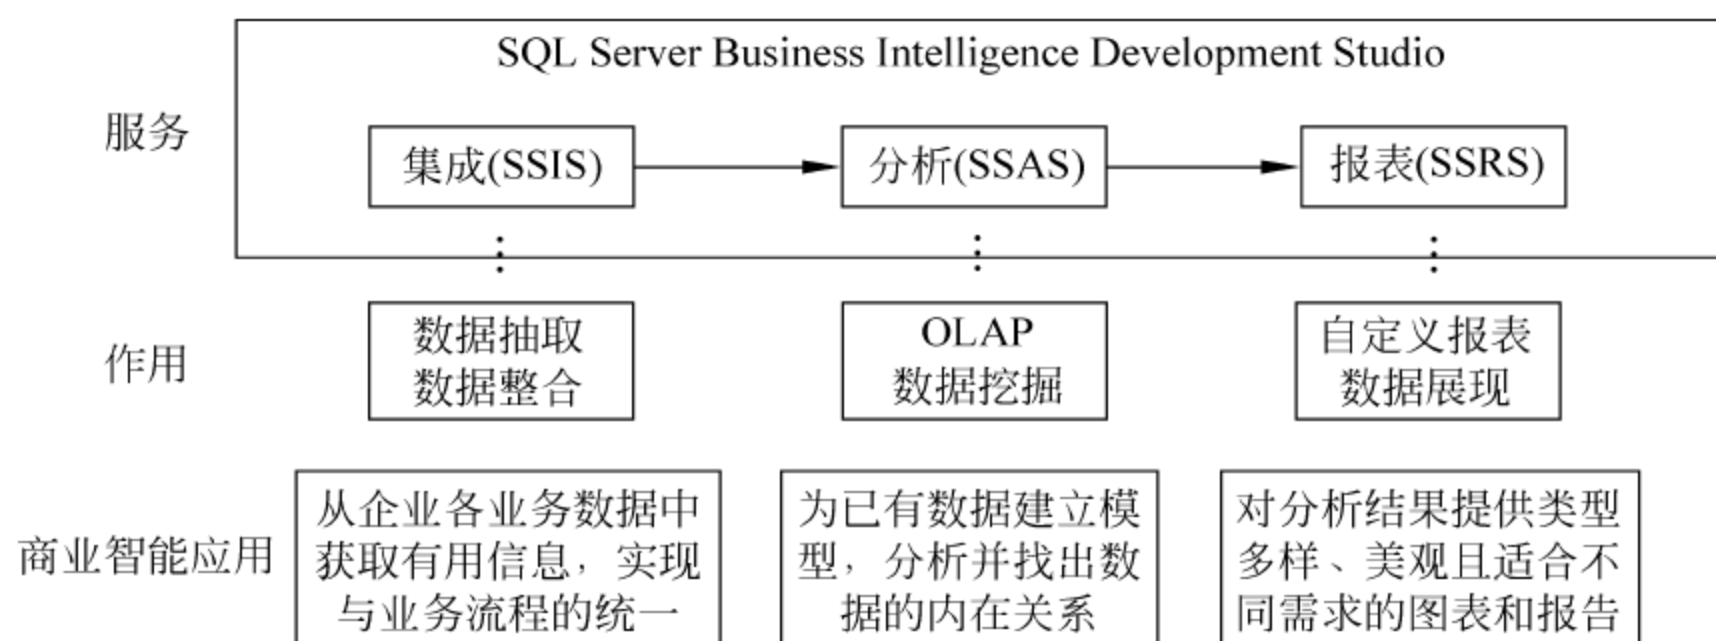 SQL Server Business Intelligence Development Studio
服务
集成(SSIS)
分析(SSAS)
报表(SSRS)
作用
数据抽取
数据整合
OLAP
数据挖掘
自定义报表
数据展现
商业智能应用
从企业各业务数据中
获取有用信息，实现
与业务流程的统一
为已有数据建立模
型，分析并找出数
据的内在关系
对分析结果提供类型
多样、美观且适合不
同需求的图表和报告